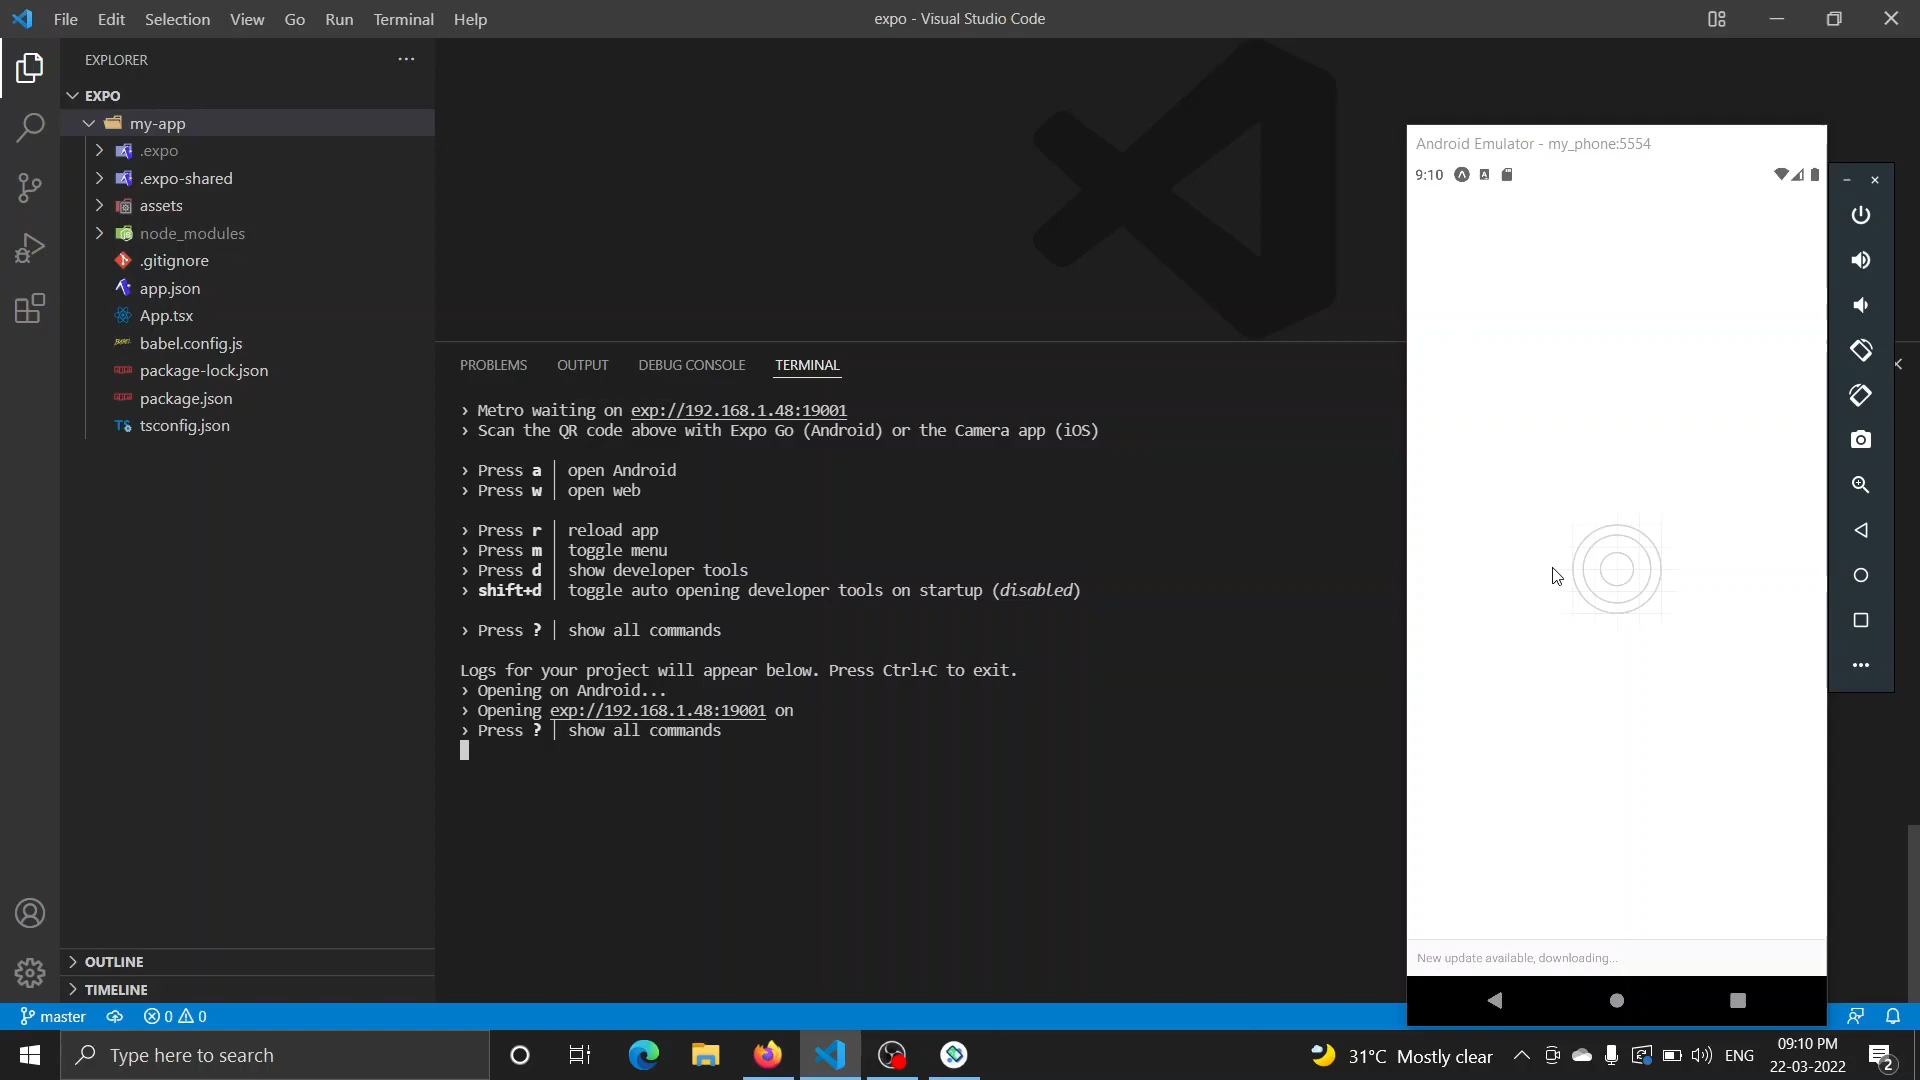 File Edit Selection View Go Run Terminal Help
expo - Visual Studio Code
EXPLORER
EXPO
my-app
.expo
.expo-shared
assets
node_modules
.gitignore
app.json
App.tsx
babel.config.js
package-lock.json
package.json
TS tsconfig.json
OUTLINE
TIMELINE
PROBLEMS OUTPUT DEBUG CONSOLE TERMINAL
› Metro waiting on exp://192.168.1.48:19001
› Scan the QR code above with Expo Go (Android) or the Camera app (iOS)
› Press a │ open Android
› Press w │ open web
› Press r │ reload app
› Press m │ toggle menu
› Press d │ show developer tools
› shift+d │ toggle auto opening developer tools on startup (disabled)
› Press ? │ show all commands
Logs for your project will appear below. Press Ctrl+C to exit.
› Opening on Android...
› Opening exp://192.168.1.48:19001 on
› Press ? │ show all commands
Android Emulator - my_phone:5554
9:10
New update available, downloading...
master 0 0
Type here to search
31°C Mostly clear
ENG
09:10 PM
22-03-2022
2